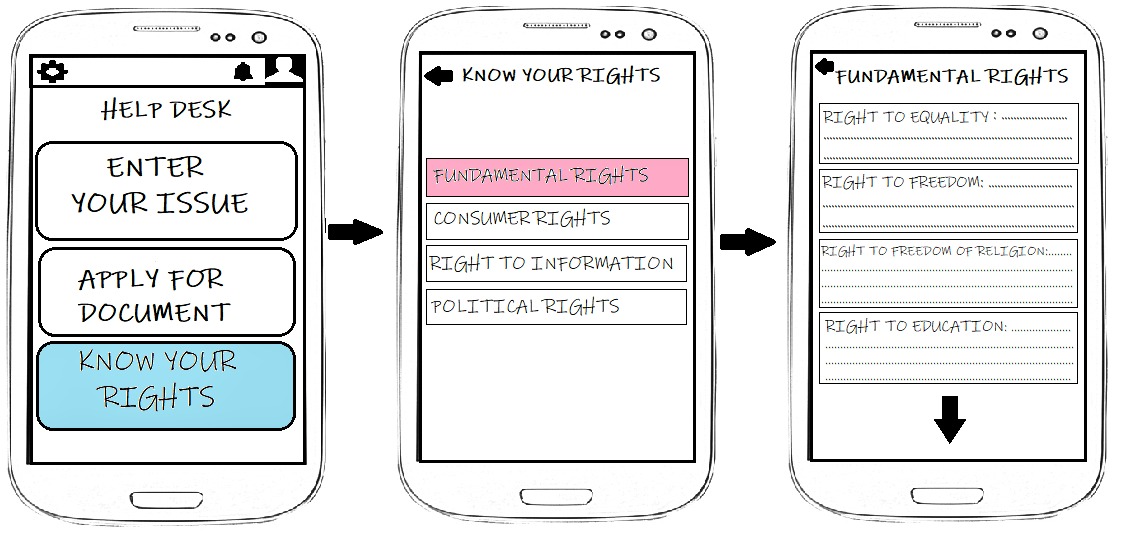 HELP DESK
ENTER
YOUR ISSUE
APPLY FOR
DOCUMENT
KNOW YOUR
RIGHTS
KNOW YOUR RIGHTS
FUNDAMENTAL RIGHTS
CONSUMER RIGHTS
RIGHT TO INFORMATION
POLITICAL RIGHTS
FUNDAMENTAL RIGHTS
RIGHT TO EQUALITY :
RIGHT TO FREEDOM:
RIGHT TO FREEDOM OF RELIGION:
RIGHT TO EDUCATION: